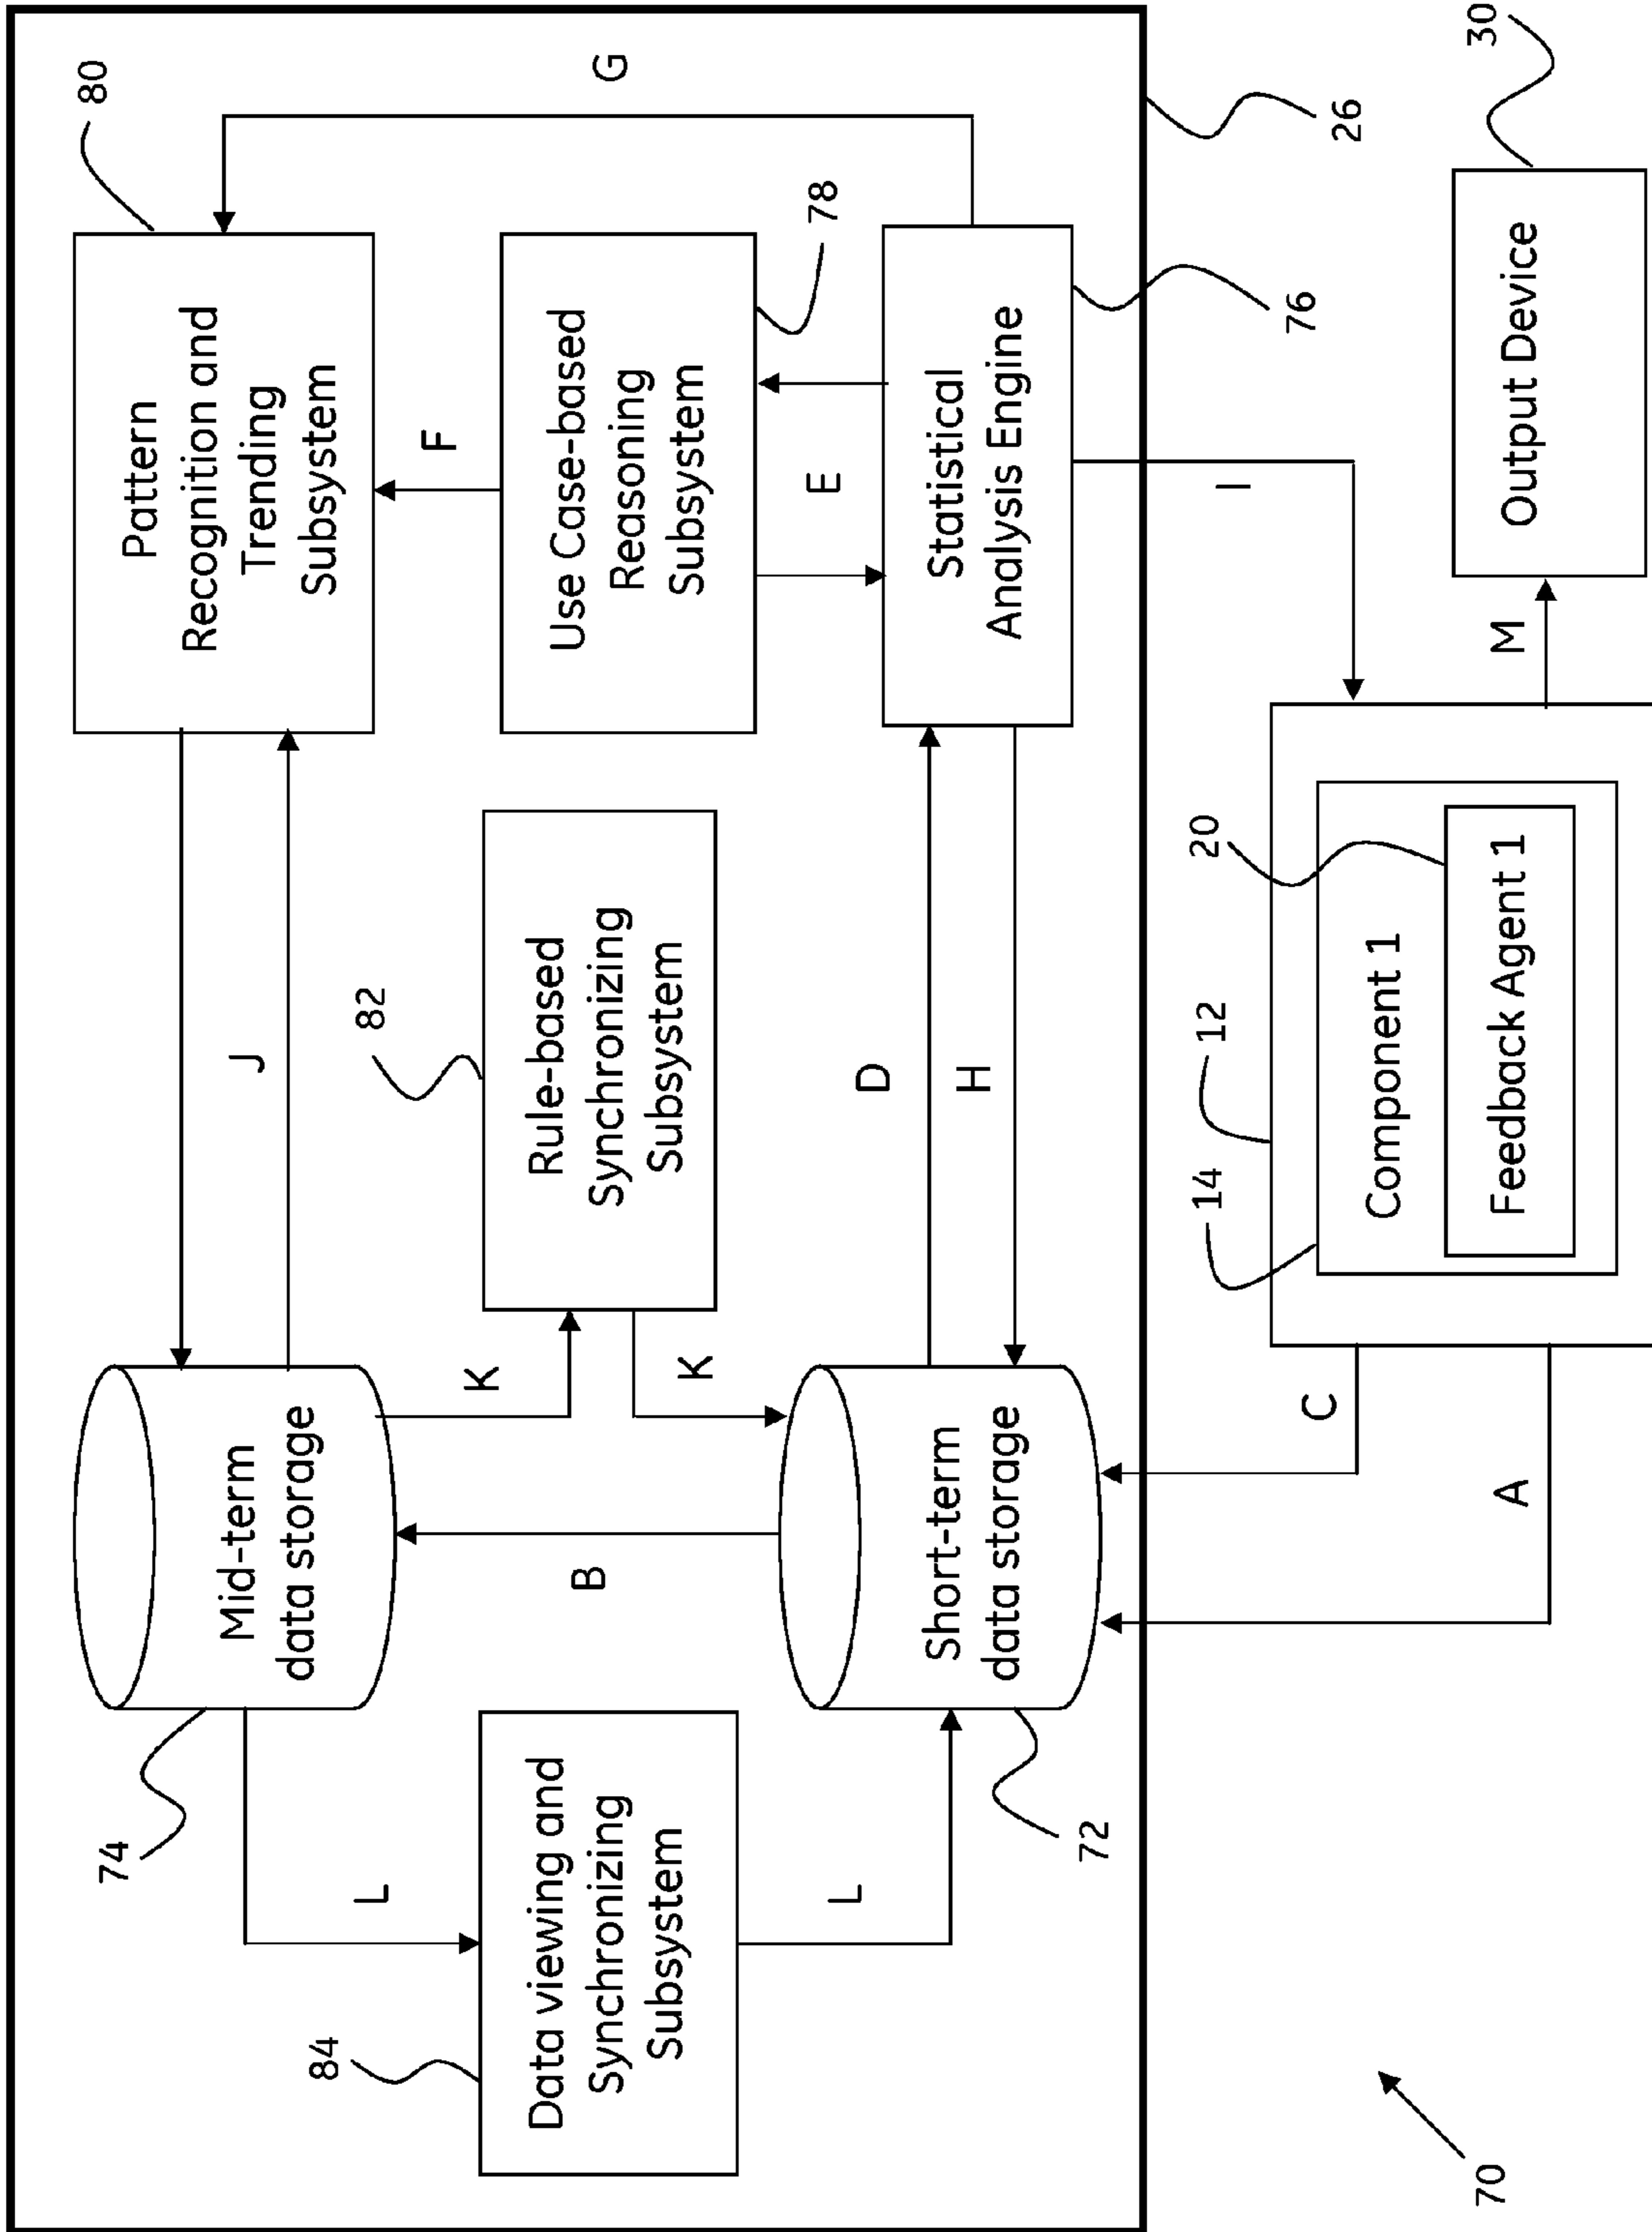 74
Mid-term
data storage
J
Pattern
Recognition and
Trending
Subsystem
80
84
L
Data viewing and
Synchronizing
Subsystem
L
B
K
K
82
Rule-based
Synchronizing
Subsystem
F
Use Case-based
Reasoning
Subsystem
78
G
E
72
Short-term
data storage
D
H
Statistical
Analysis Engine
76
26
I
C
A
14
12
20
Component 1
Feedback Agent 1
M
Output Device
30
70